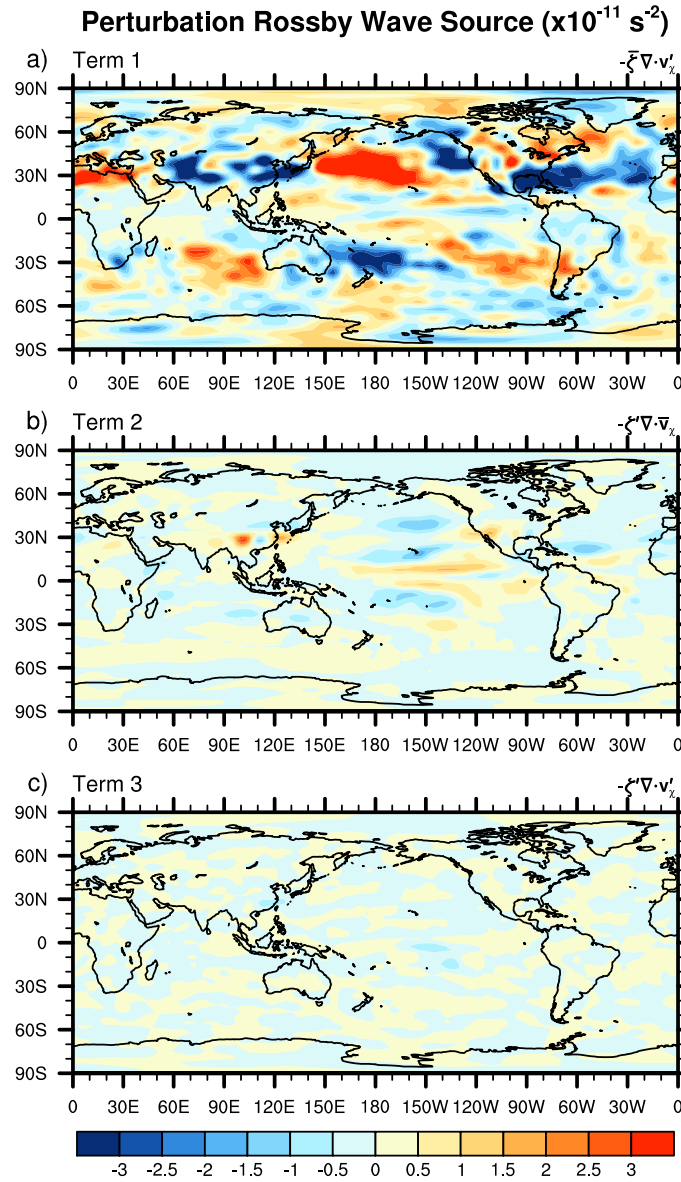 Perturbation Rossby Wave Source (x10⁻¹¹ s⁻²)
a) Term 1 -ζ̄∇·v′χ
90N
60N
30N
0
30S
60S
90S
0 30E 60E 90E 120E 150E 180 150W 120W 90W 60W 30W 0
b) Term 2 -ζ′∇·v̄χ
90N
60N
30N
0
30S
60S
90S
0 30E 60E 90E 120E 150E 180 150W 120W 90W 60W 30W 0
c) Term 3 -ζ′∇·v′χ
90N
60N
30N
0
30S
60S
90S
0 30E 60E 90E 120E 150E 180 150W 120W 90W 60W 30W 0
-3 -2.5 -2 -1.5 -1 -0.5 0 0.5 1 1.5 2 2.5 3